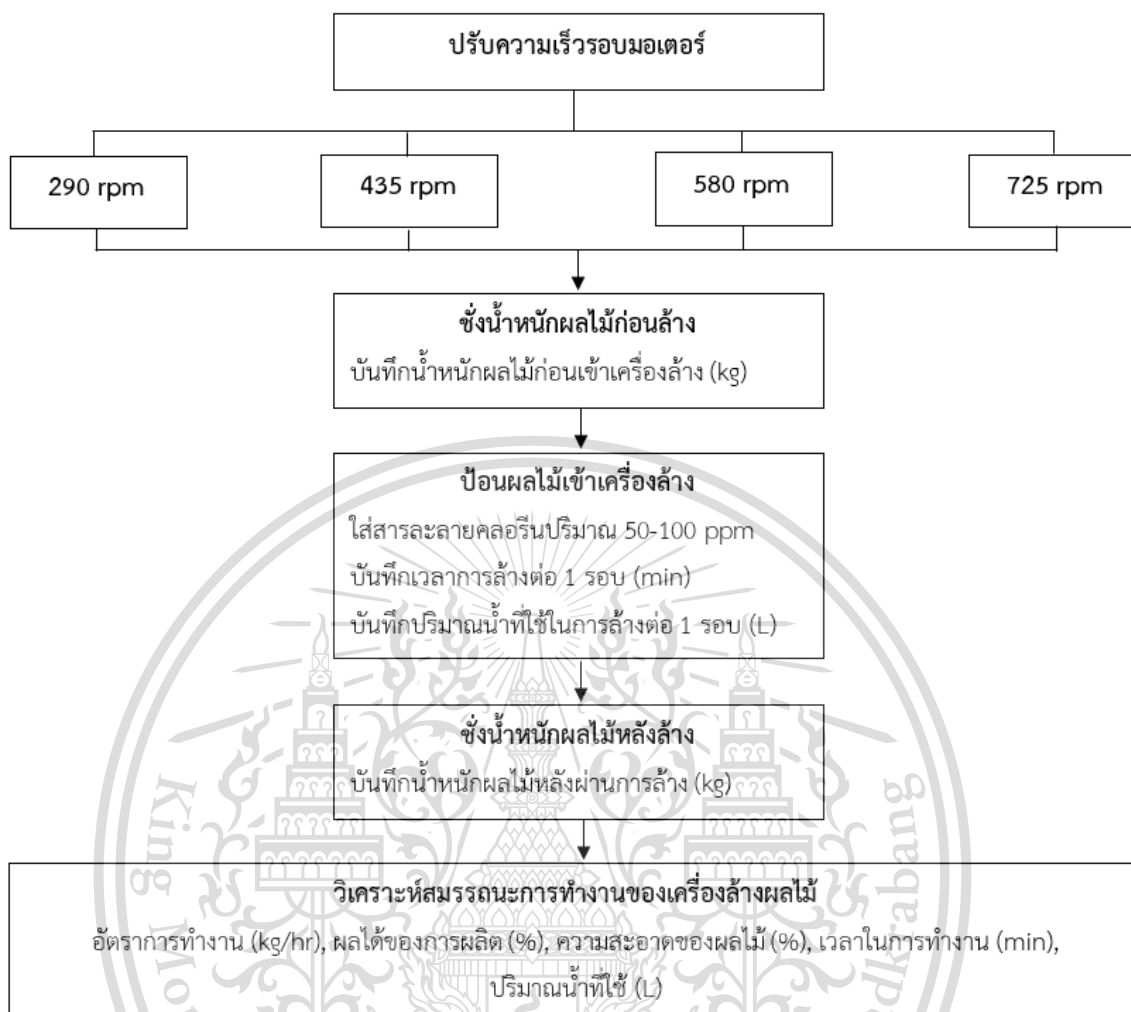 ปรับความเร็วรอบมอเตอร์
290 rpm
435 rpm
580 rpm
725 rpm
ชั่งน้ำหนักผลไม้ก่อนล้าง
บันทึกน้ำหนักผลไม้ก่อนเข้าเครื่องล้าง (kg)
ป้อนผลไม้เข้าเครื่องล้าง
ใส่สารละลายคลอรีนปริมาณ 50-100 ppm
บันทึกเวลาการล้างต่อ 1 รอบ (min)
บันทึกปริมาณน้ำที่ใช้ในการล้างต่อ 1 รอบ (L)
ชั่งน้ำหนักผลไม้หลังล้าง
บันทึกน้ำหนักผลไม้หลังผ่านการล้าง (kg)
วิเคราะห์สมรรถนะการทำงานของเครื่องล้างผลไม้
อัตราการทำงาน (kg/hr), ผลได้ของการผลิต (%), ความสะอาดของผลไม้ (%), เวลาในการทำงาน (min),
ปริมาณน้ำที่ใช้ (L)
King Mo
dkrabang